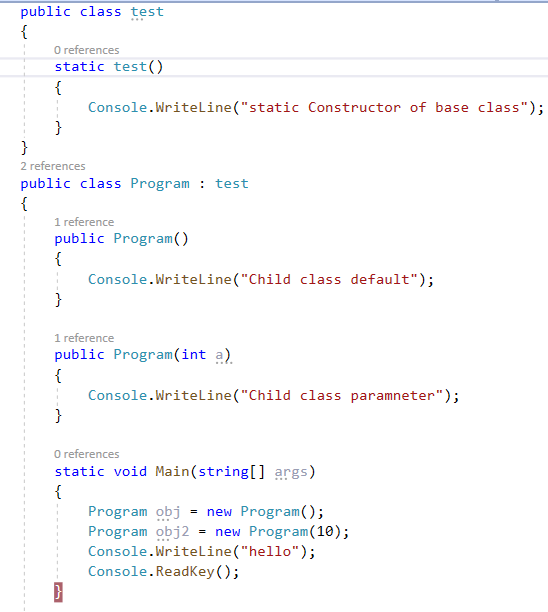 public class test
{
0 references
static test()
{
Console.WriteLine("static Constructor of base class");
}
}
2 references
public class Program : test
{
1 reference
public Program()
{
Console.WriteLine("Child class default");
}
1 reference
public Program(int a)
{
Console.WriteLine("Child class paramneter");
}
0 references
static void Main(string[] args)
{
Program obj = new Program();
Program obj2 = new Program(10);
Console.WriteLine("hello");
Console.ReadKey();
}